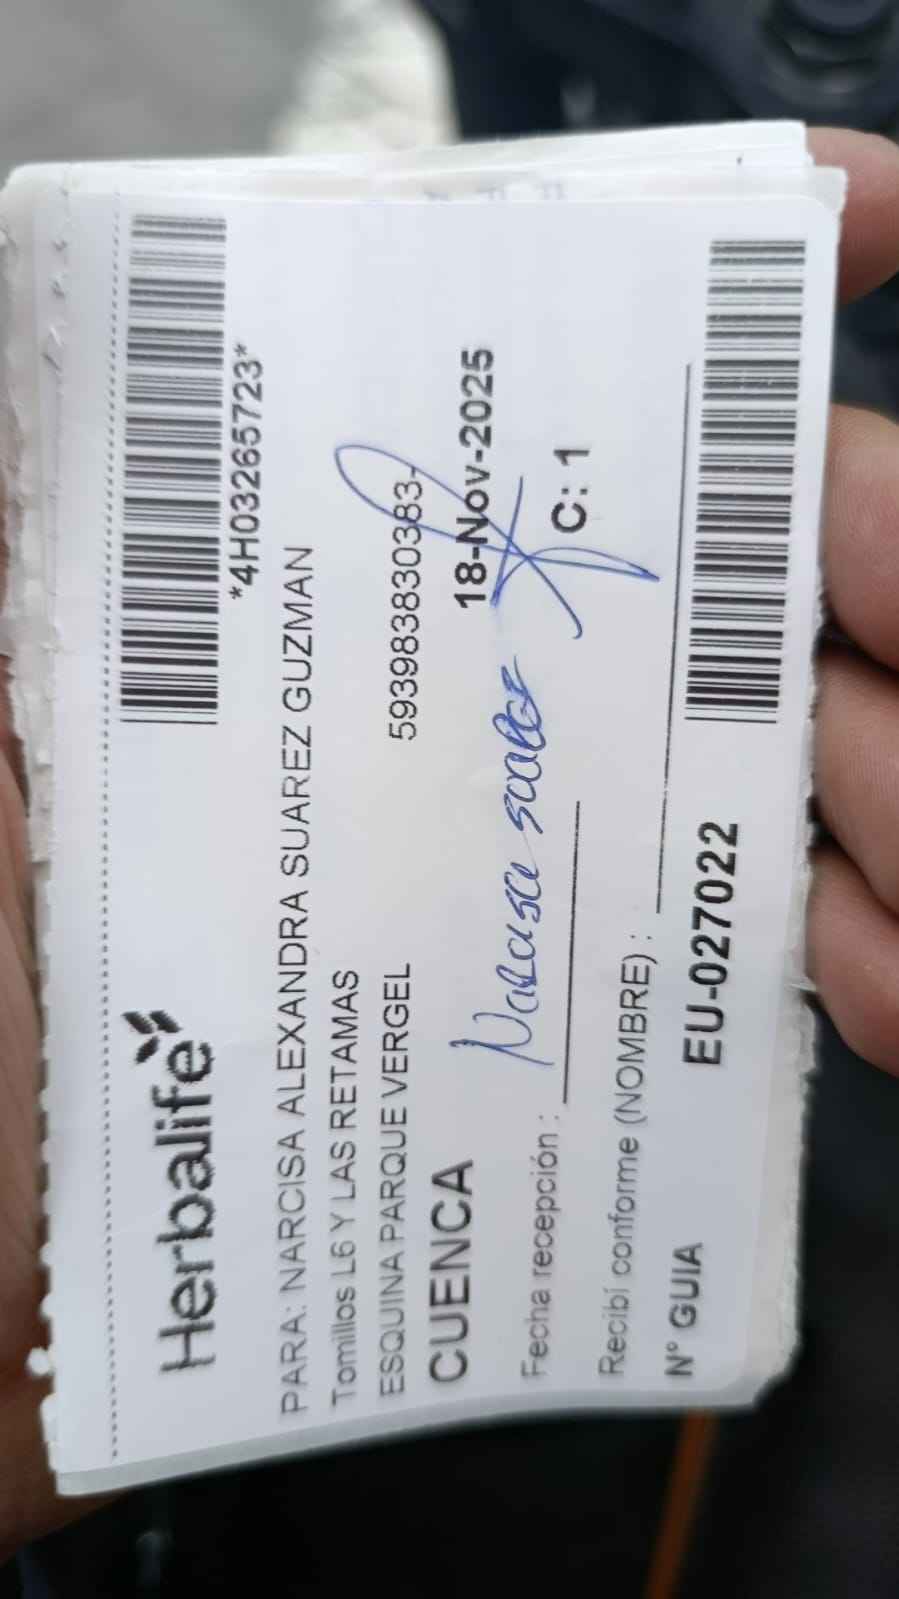 Herbalife
*4H03265723*
PARA: NARCISA ALEXANDRA SUAREZ GUZMAN
Tomillos L6 Y LAS RETAMAS
ESQUINA PARQUE VERGEL
593983830383-
CUENCA
18-Nov-2025
Fecha recepción :
C: 1
Recibí conforme (NOMBRE) :
N° GUIA
EU-027022